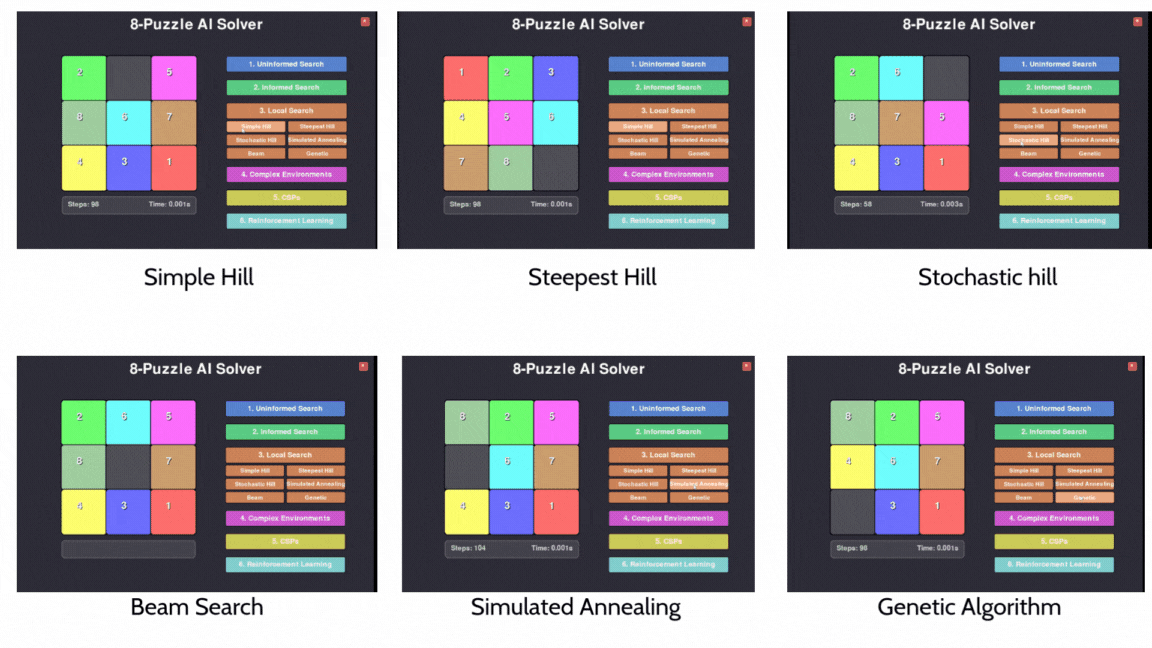 8-Puzzle AI Solver
2 5
8 6 7
4 3 1
Steps: 98 Time: 0.001s
1. Uninformed Search
2. Informed Search
3. Local Search
Simple Hill Steepest Hill
Stochastic Hill Simulated Annealing
Beam Genetic
4. Complex Environments
5. CSPs
6. Reinforcement Learning
Simple Hill
8-Puzzle AI Solver
1 2 3
4 5 6
7 8
Steps: 98 Time: 0.001s
1. Uninformed Search
2. Informed Search
3. Local Search
Simple Hill Steepest Hill
Stochastic Hill Simulated Annealing
Beam Genetic
4. Complex Environments
5. CSPs
6. Reinforcement Learning
Steepest Hill
8-Puzzle AI Solver
2 6
8 7 5
4 3 1
Steps: 58 Time: 0.003s
1. Uninformed Search
2. Informed Search
3. Local Search
Simple Hill Steepest Hill
Stochastic Hill Simulated Annealing
Beam Genetic
4. Complex Environments
5. CSPs
6. Reinforcement Learning
Stochastic hill
8-Puzzle AI Solver
2 6 5
8 7
4 3 1
1. Uninformed Search
2. Informed Search
3. Local Search
Simple Hill Steepest Hill
Stochastic Hill Simulated Annealing
Beam Genetic
4. Complex Environments
5. CSPs
6. Reinforcement Learning
Beam Search
8-Puzzle AI Solver
8 2 5
6 7
4 3 1
Steps: 104 Time: 0.001s
1. Uninformed Search
2. Informed Search
3. Local Search
Simple Hill Steepest Hill
Stochastic Hill Simulated Annealing
Beam Genetic
4. Complex Environments
5. CSPs
6. Reinforcement Learning
Simulated Annealing
8-Puzzle AI Solver
8 2 5
4 6 7
3 1
Steps: 98 Time: 0.001s
1. Uninformed Search
2. Informed Search
3. Local Search
Simple Hill Steepest Hill
Stochastic Hill Simulated Annealing
Beam Genetic
4. Complex Environments
5. CSPs
6. Reinforcement Learning
Genetic Algorithm